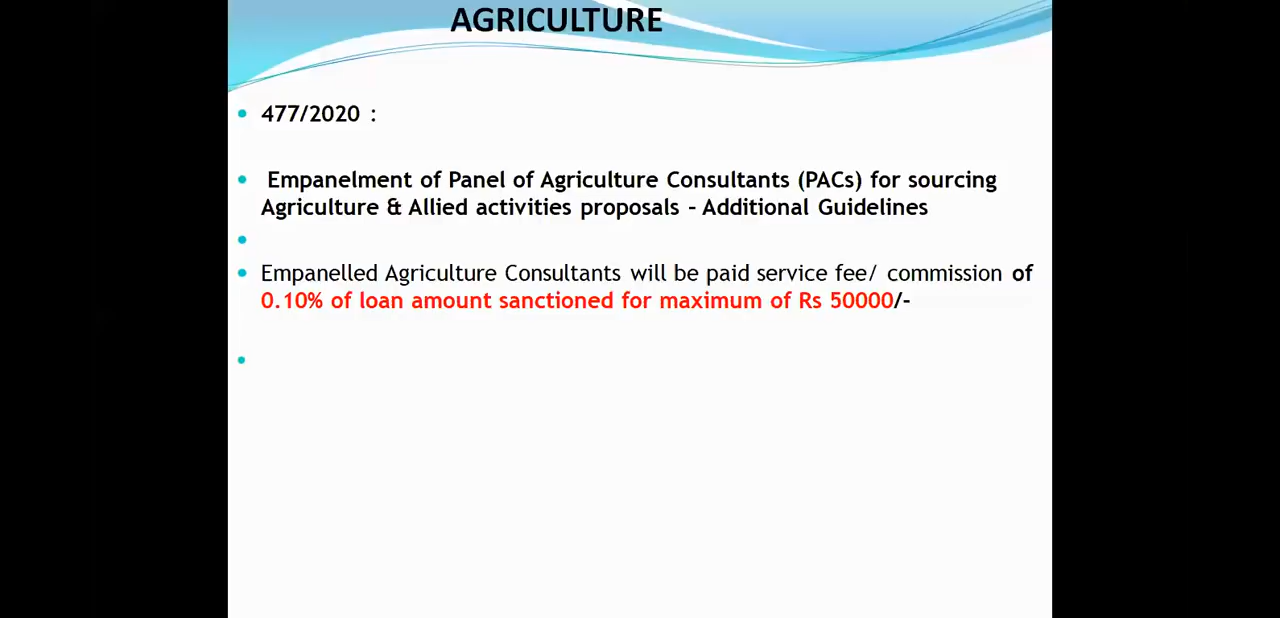 AGRICULTURE
477/2020 :
Empanelment of Panel of Agriculture Consultants (PACs) for sourcing
Agriculture & Allied activities proposals – Additional Guidelines
Empanelled Agriculture Consultants will be paid service fee/ commission of
0.10% of loan amount sanctioned for maximum of Rs 50000/-